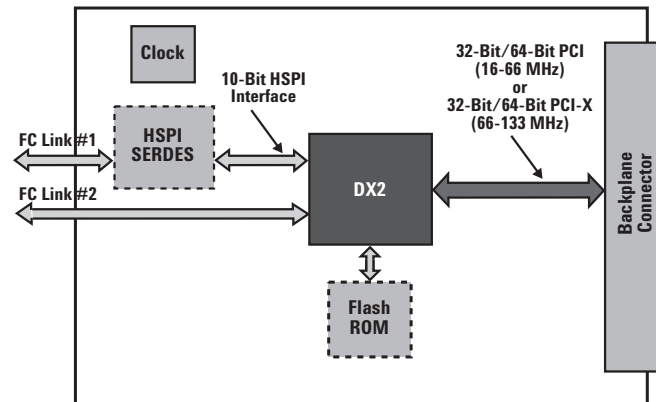 Clock
10-Bit HSPI
Interface
32-Bit/64-Bit PCI
(16-66 MHz)
or
32-Bit/64-Bit PCI-X
(66-133 MHz)
FC Link #1
HSPI
SERDES
FC Link #2
DX2
Flash
ROM
Backplane
Connector